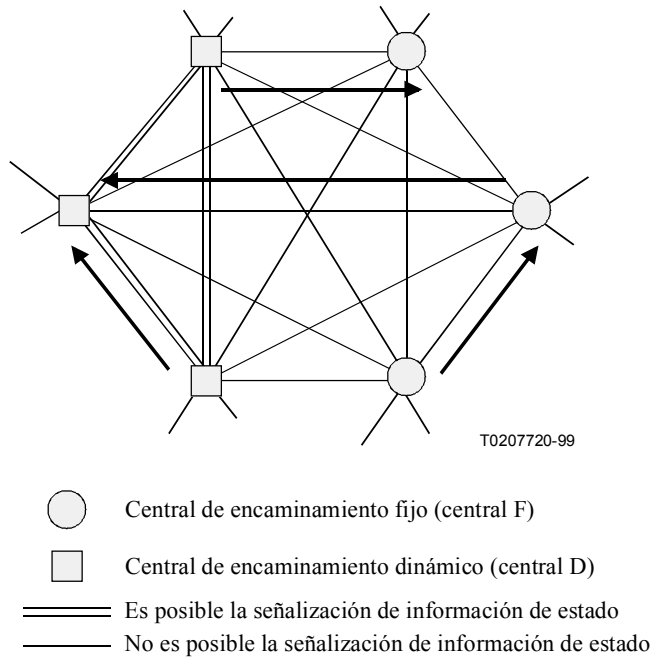 T0207720-99
Central de encaminamiento fijo (central F)
Central de encaminamiento dinámico (central D)
Es posible la señalización de información de estado
No es posible la señalización de información de estado